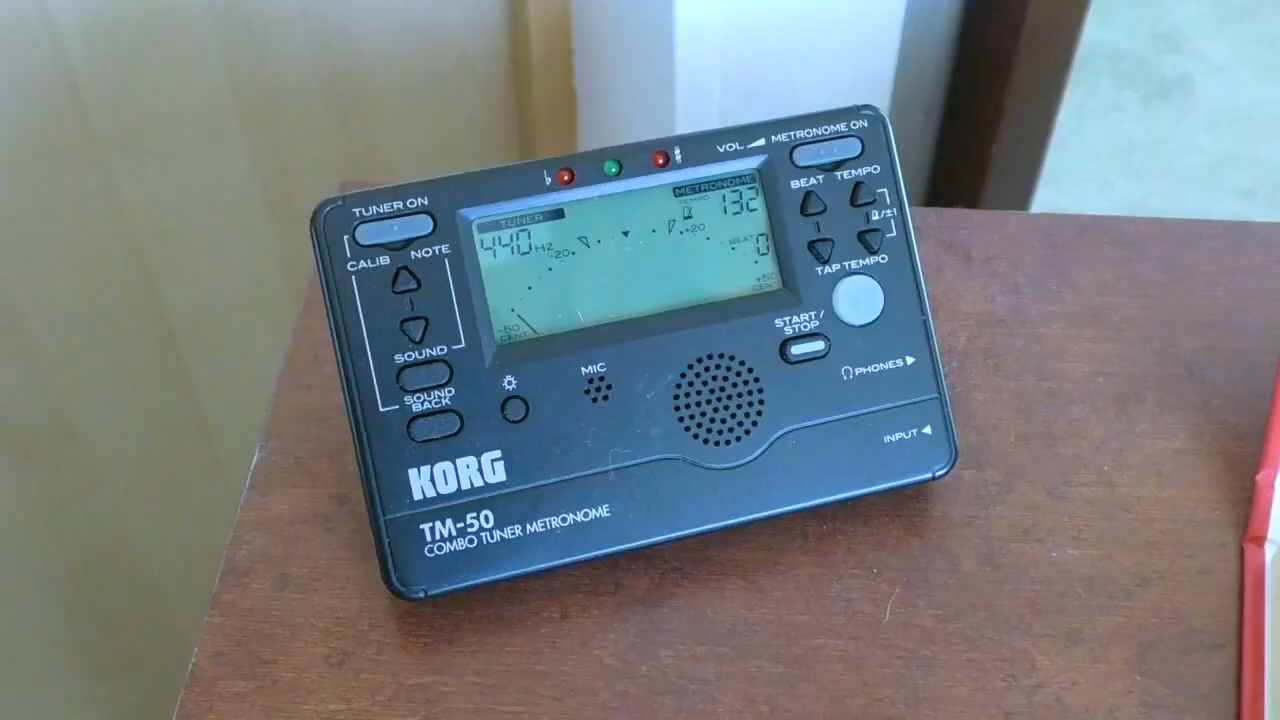 VOL METRONOME ON
♭ ♯
TUNER ON
BEAT TEMPO
CALIB NOTE
TUNER
METRONOME
TEMPO 132
440 Hz
-20 +20
BEAT 0
-50 CENT
+50 CENT
±1
TAP TEMPO
START/
STOP
SOUND
SOUND
BACK
MIC
PHONES
INPUT
KORG
TM-50
COMBO TUNER METRONOME